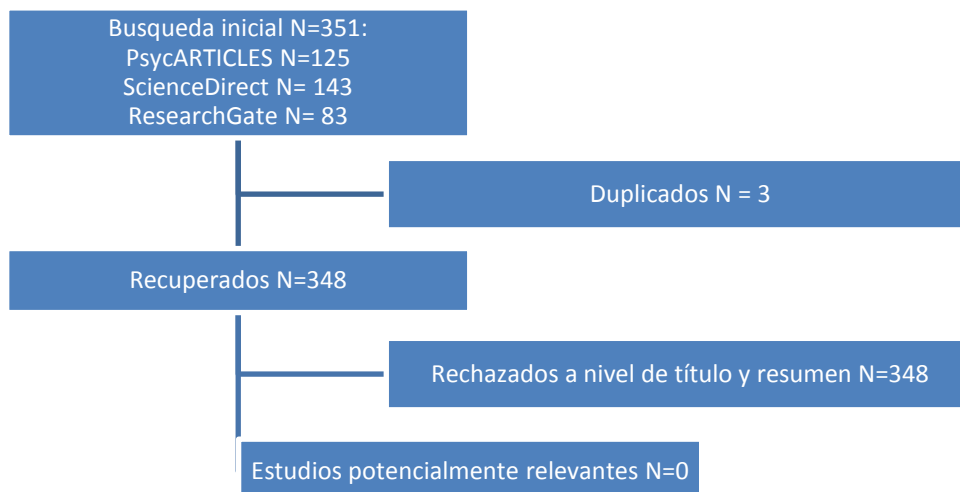 Busqueda inicial N=351:
PsycARTICLES N=125
ScienceDirect N= 143
ResearchGate N= 83
Duplicados N = 3
Recuperados N=348
Rechazados a nivel de título y resumen N=348
Estudios potencialmente relevantes N=0